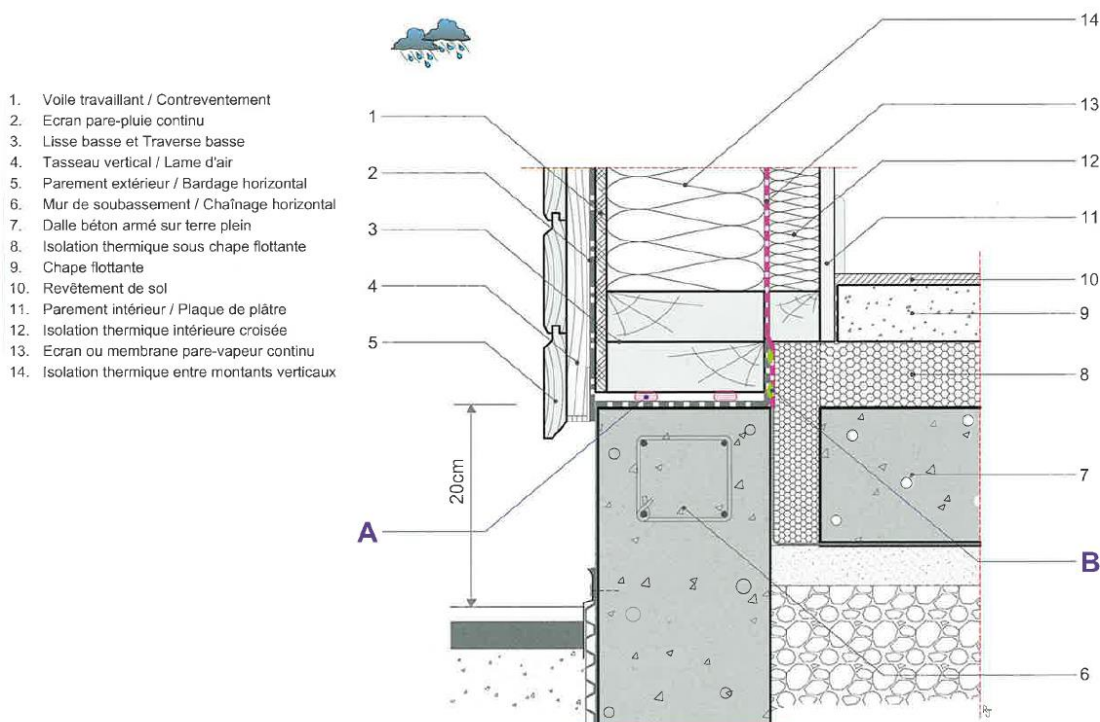 1. Voile travaillant / Contreventement
2. Ecran pare-pluie continu
3. Lisse basse et Traverse basse
4. Tasseau vertical / Lame d'air
5. Parement extérieur / Bardage horizontal
6. Mur de soubassement / Chaînage horizontal
7. Dalle béton armé sur terre plein
8. Isolation thermique sous chape flottante
9. Chape flottante
10. Revêtement de sol
11. Parement intérieur / Plaque de plâtre
12. Isolation thermique intérieure croisée
13. Ecran ou membrane pare-vapeur continu
14. Isolation thermique entre montants verticaux
1
2
3
4
5
20cm
A
14
13
12
11
10
9
8
7
B
6